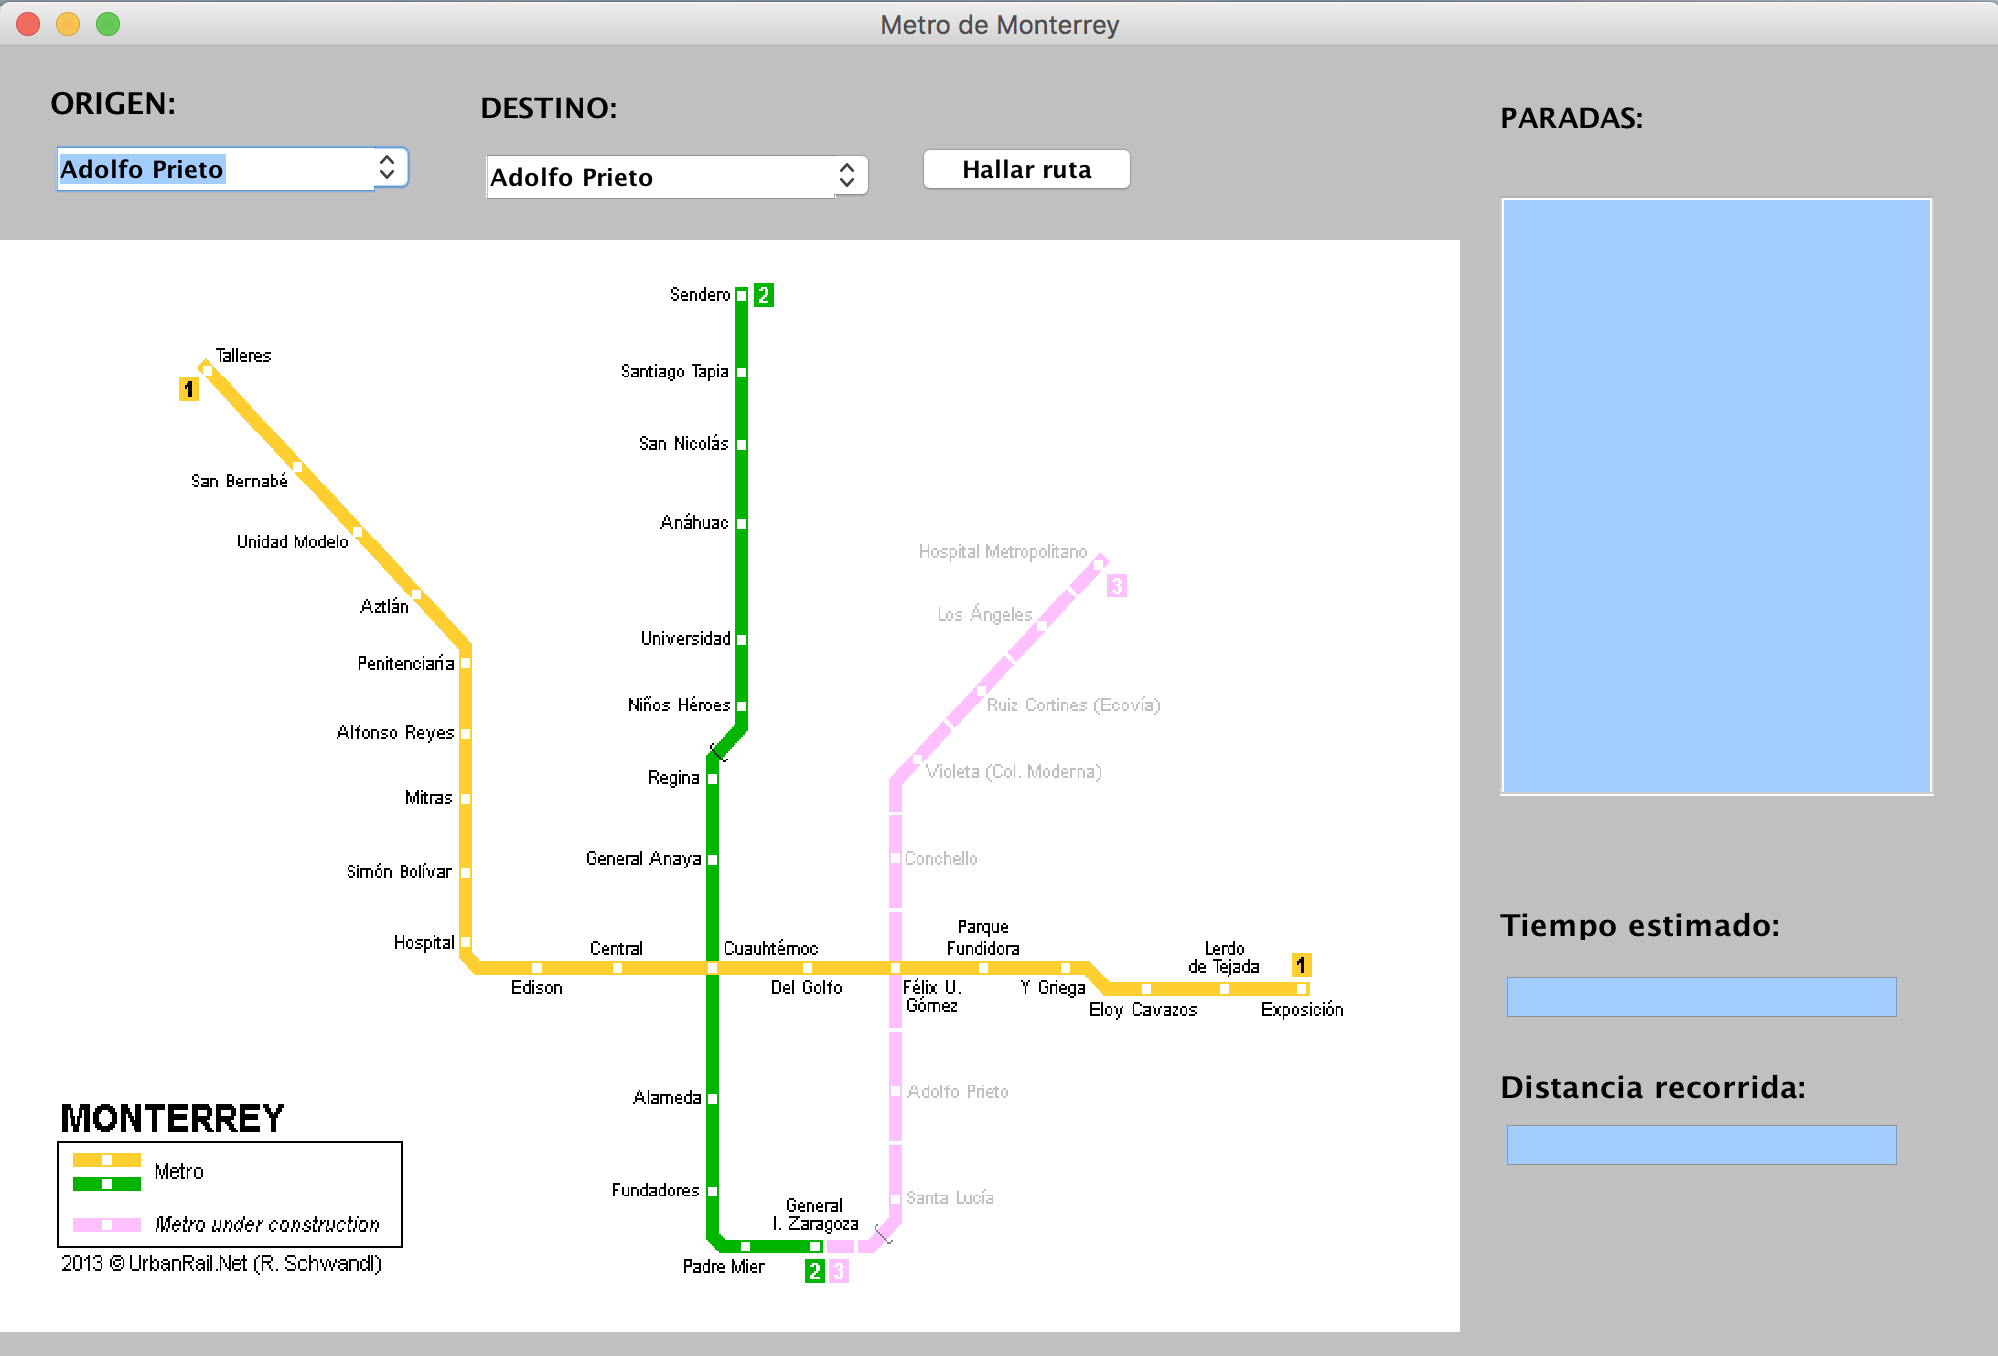 Metro de Monterrey
ORIGEN:
DESTINO:
PARADAS:
Adolfo Prieto
Adolfo Prieto
Hallar ruta
Sendero
2
Talleres
1
Santiago Tapia
San Nicolás
San Bernabé
Anáhuac
Unidad Modelo
Hospital Metropolitano
3
Aztlán
Los Ángeles
Universidad
Penitenciaría
Niños Héroes
Ruiz Cortines (Ecovía)
Alfonso Reyes
Regina
Violeta (Col. Moderna)
Mitras
General Anaya
Conchello
Simón Bolívar
Hospital
Central
Cuauhtémoc
Parque
Fundidora
Lerdo
de Tejada
1
Edison
Del Golfo
Félix U.
Gómez
Y Griega
Eloy Cavazos
Exposición
Tiempo estimado:
Alameda
Adolfo Prieto
Distancia recorrida:
MONTERREY
Metro
Metro under construction
2013 © UrbanRail.Net (R. Schwandl)
Fundadores
General
I. Zaragoza
Santa Lucía
Padre Mier
2
3